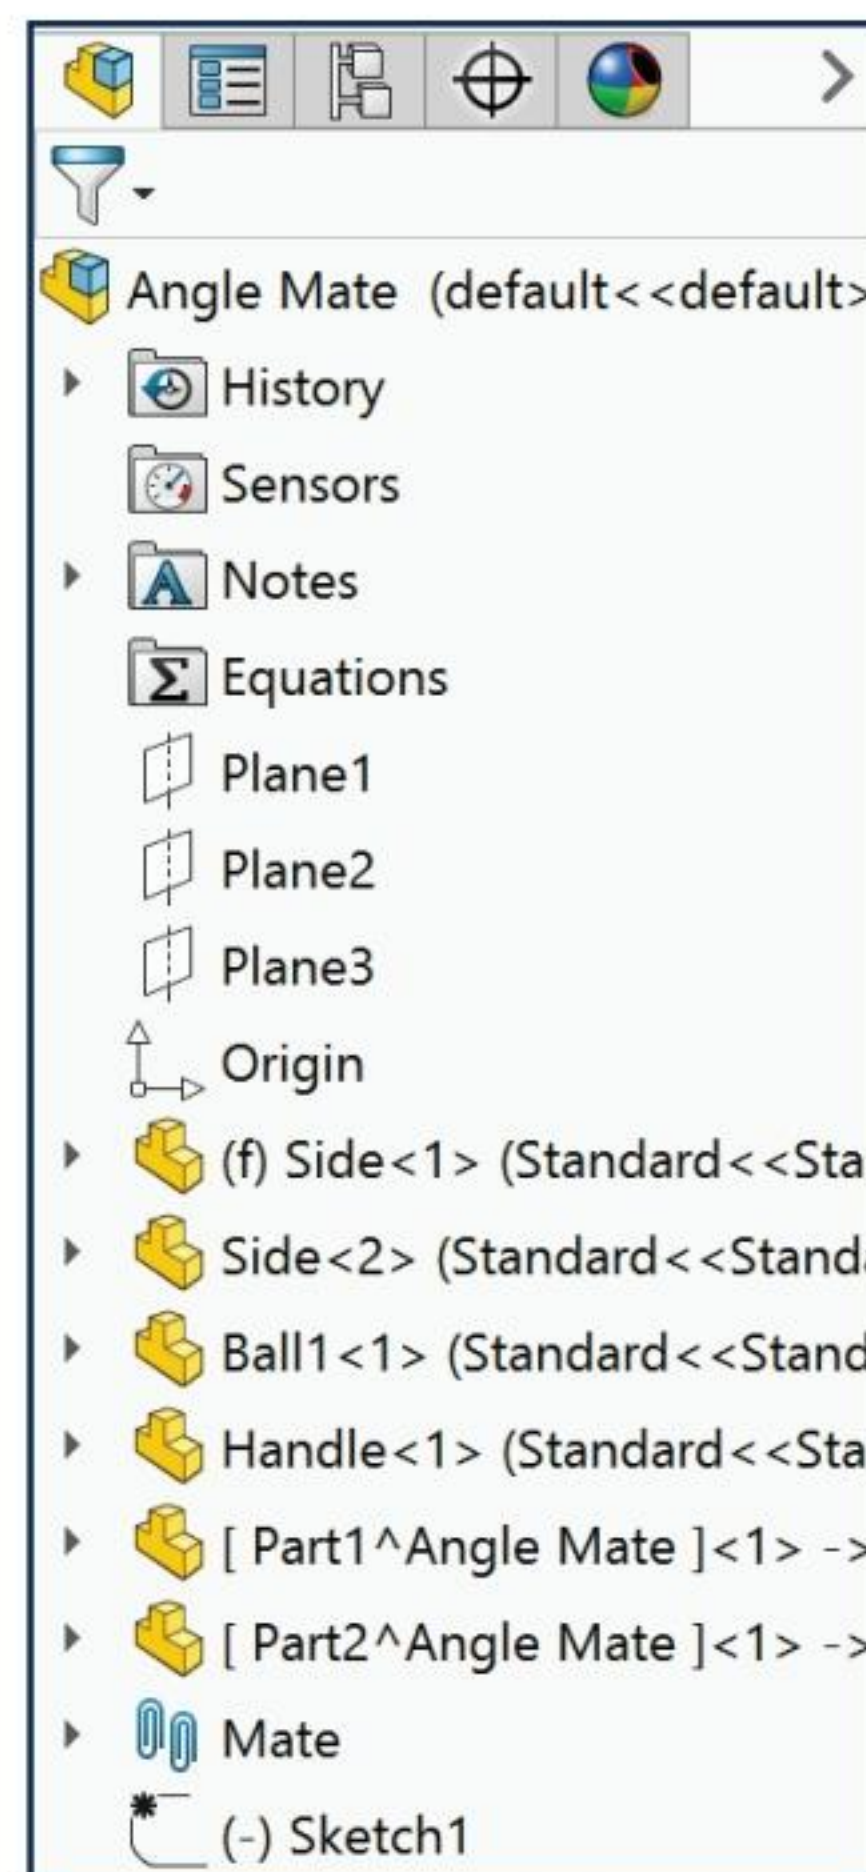 Angle Mate (default<<default>
History
Sensors
Notes
Equations
Plane1
Plane2
Plane3
Origin
(f) Side<1> (Standard<<Sta
Side<2> (Standard<<Standa
Ball1<1> (Standard<<Stand
Handle<1> (Standard<<Sta
[ Part1^Angle Mate ]<1> ->
[ Part2^Angle Mate ]<1> ->
Mate
(-) Sketch1